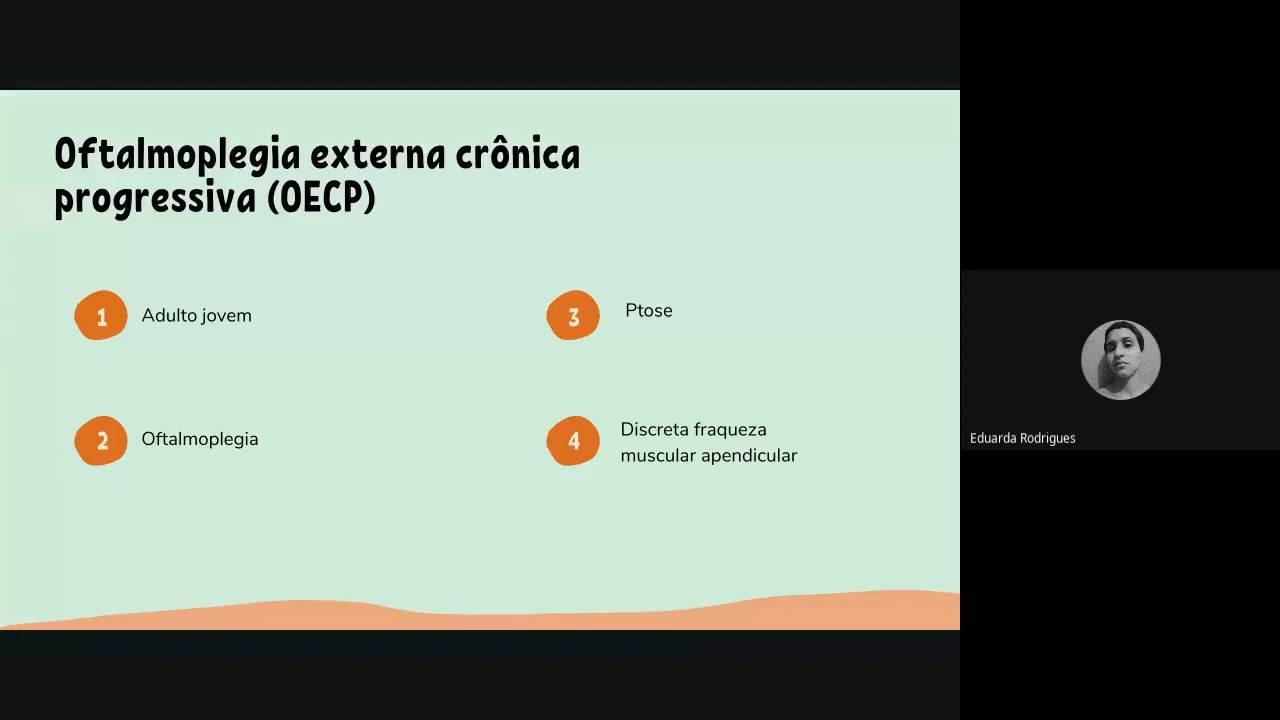 Oftalmoplegia externa crônica
progressiva (OECP)
1 Adulto jovem
2 Oftalmoplegia
3 Ptose
4 Discreta fraqueza
muscular apendicular
Eduarda Rodrigues